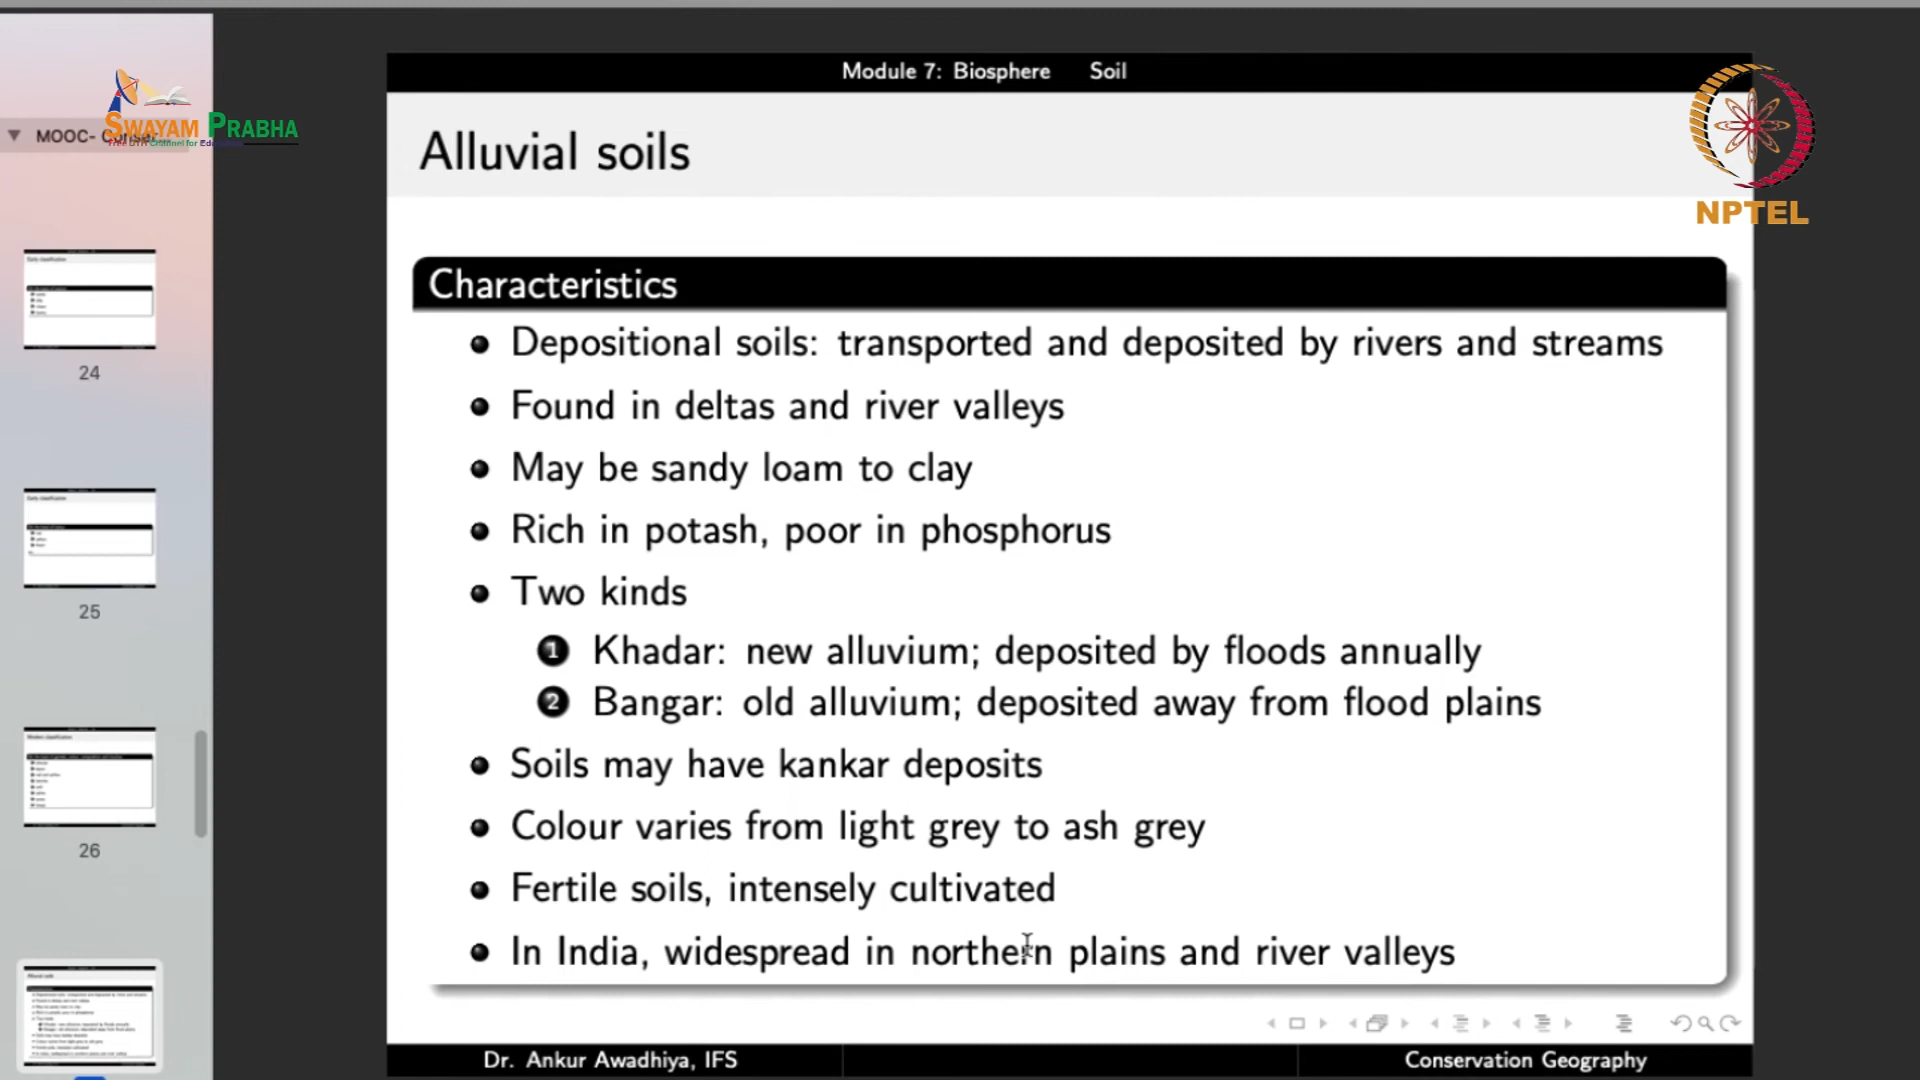 Module 7: Biosphere Soil
SWAYAM PRABHA
MOOC-
NPTEL
Alluvial soils
Characteristics
Depositional soils: transported and deposited by rivers and streams
Found in deltas and river valleys
May be sandy loam to clay
Rich in potash, poor in phosphorus
Two kinds
1 Khadar: new alluvium; deposited by floods annually
2 Bangar: old alluvium; deposited away from flood plains
Soils may have kankar deposits
Colour varies from light grey to ash grey
Fertile soils, intensely cultivated
In India, widespread in northern plains and river valleys
24
25
26
Dr. Ankur Awadhiya, IFS
Conservation Geography